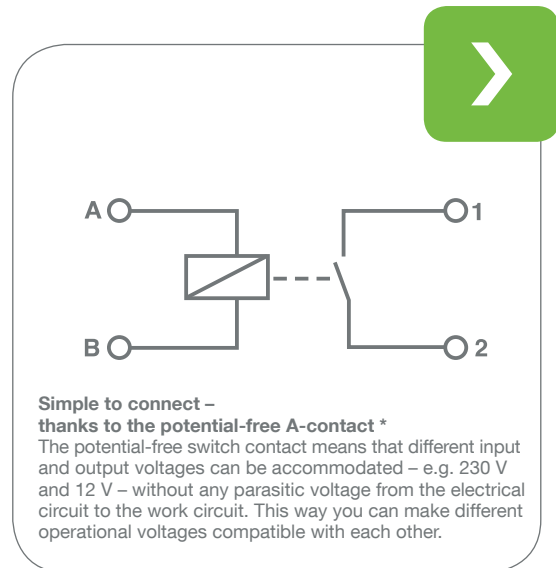 A 1
B 2
Simple to connect –
thanks to the potential-free A-contact *
The potential-free switch contact means that different input
and output voltages can be accommodated – e.g. 230 V
and 12 V – without any parasitic voltage from the electrical
circuit to the work circuit. This way you can make different
operational voltages compatible with each other.